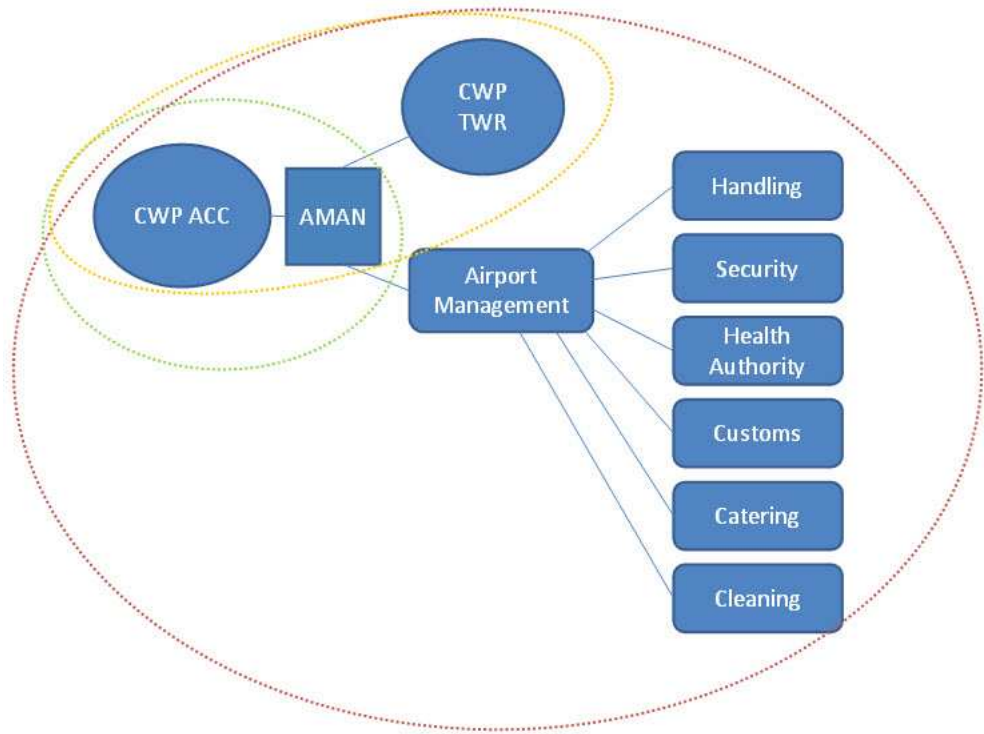 CWP
TWR
CWP ACC
AMAN
Airport
Management
Handling
Security
Health
Authority
Customs
Catering
Cleaning